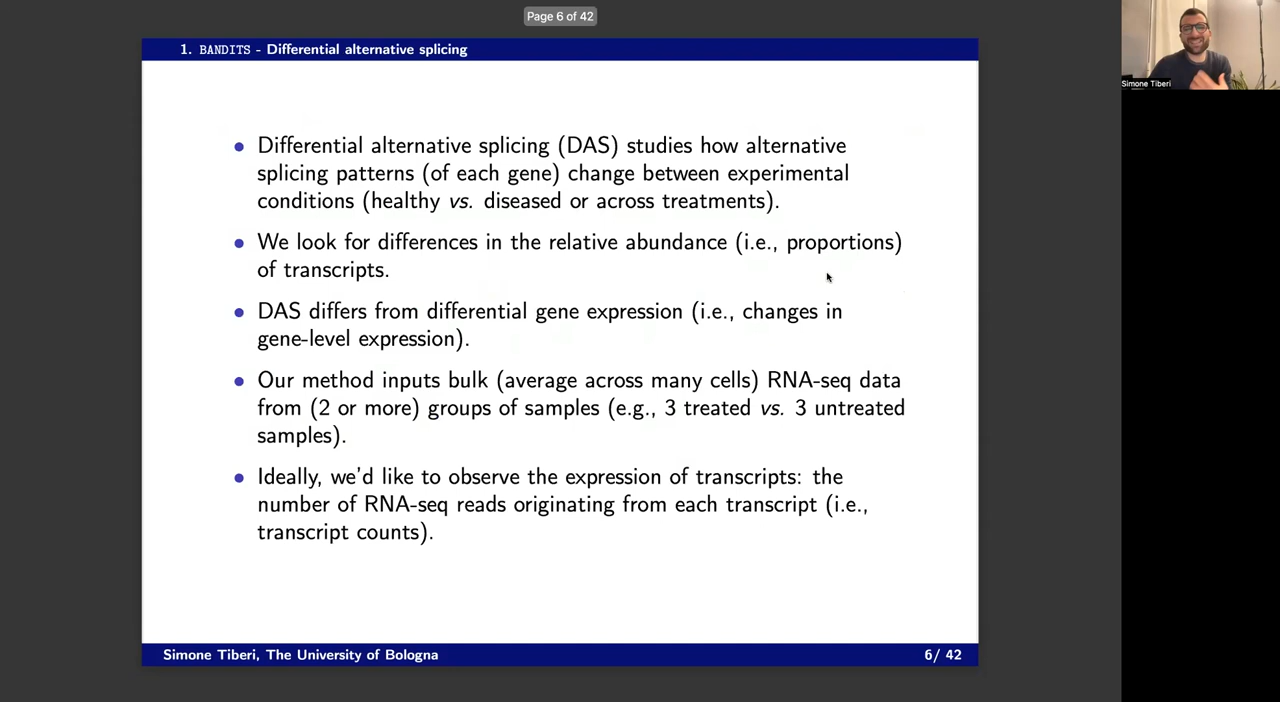 Page 6 of 42
1. BANDITS - Differential alternative splicing
Simone Tiberi
• Differential alternative splicing (DAS) studies how alternative
splicing patterns (of each gene) change between experimental
conditions (healthy vs. diseased or across treatments).
• We look for differences in the relative abundance (i.e., proportions)
of transcripts.
• DAS differs from differential gene expression (i.e., changes in
gene-level expression).
• Our method inputs bulk (average across many cells) RNA-seq data
from (2 or more) groups of samples (e.g., 3 treated vs. 3 untreated
samples).
• Ideally, we'd like to observe the expression of transcripts: the
number of RNA-seq reads originating from each transcript (i.e.,
transcript counts).
Simone Tiberi, The University of Bologna
6/ 42